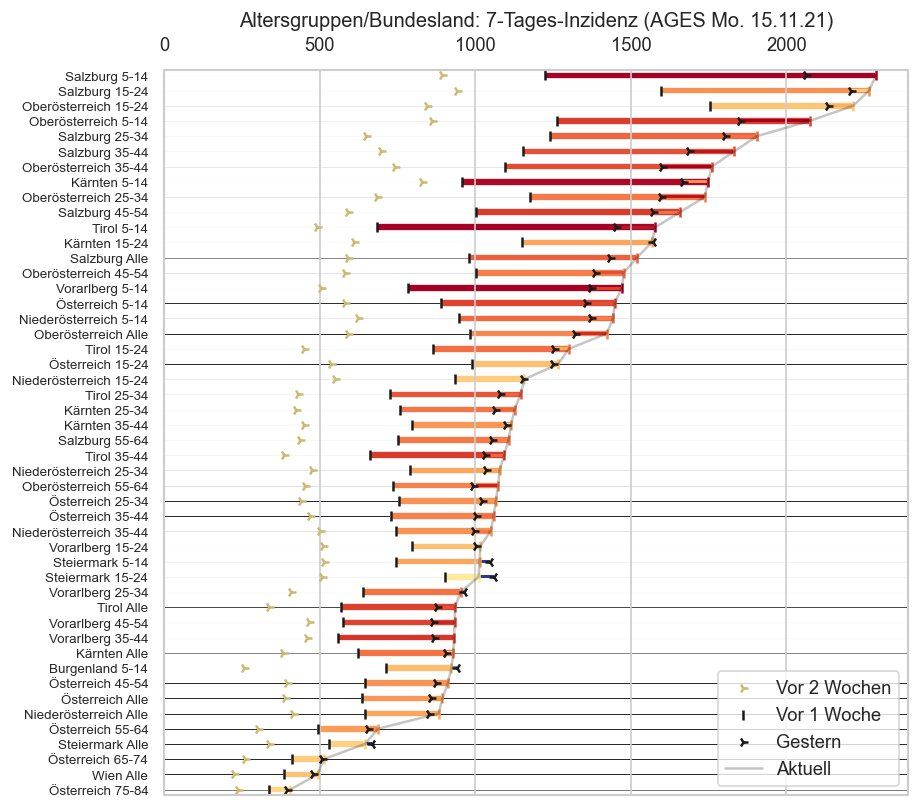 Altersgruppen/Bundesland: 7-Tages-Inzidenz (AGES Mo. 15.11.21)
0 500 1000 1500 2000
Salzburg 5-14
Salzburg 15-24
Oberösterreich 15-24
Oberösterreich 5-14
Salzburg 25-34
Salzburg 35-44
Oberösterreich 35-44
Kärnten 5-14
Oberösterreich 25-34
Salzburg 45-54
Tirol 5-14
Kärnten 15-24
Salzburg Alle
Oberösterreich 45-54
Vorarlberg 5-14
Österreich 5-14
Niederösterreich 5-14
Oberösterreich Alle
Tirol 15-24
Österreich 15-24
Niederösterreich 15-24
Tirol 25-34
Kärnten 25-34
Kärnten 35-44
Salzburg 55-64
Tirol 35-44
Niederösterreich 25-34
Oberösterreich 55-64
Österreich 25-34
Österreich 35-44
Niederösterreich 35-44
Vorarlberg 15-24
Steiermark 5-14
Steiermark 15-24
Vorarlberg 25-34
Tirol Alle
Vorarlberg 45-54
Vorarlberg 35-44
Kärnten Alle
Burgenland 5-14
Österreich 45-54
Österreich Alle
Niederösterreich Alle
Österreich 55-64
Steiermark Alle
Österreich 65-74
Wien Alle
Österreich 75-84
Vor 2 Wochen
Vor 1 Woche
Gestern
Aktuell